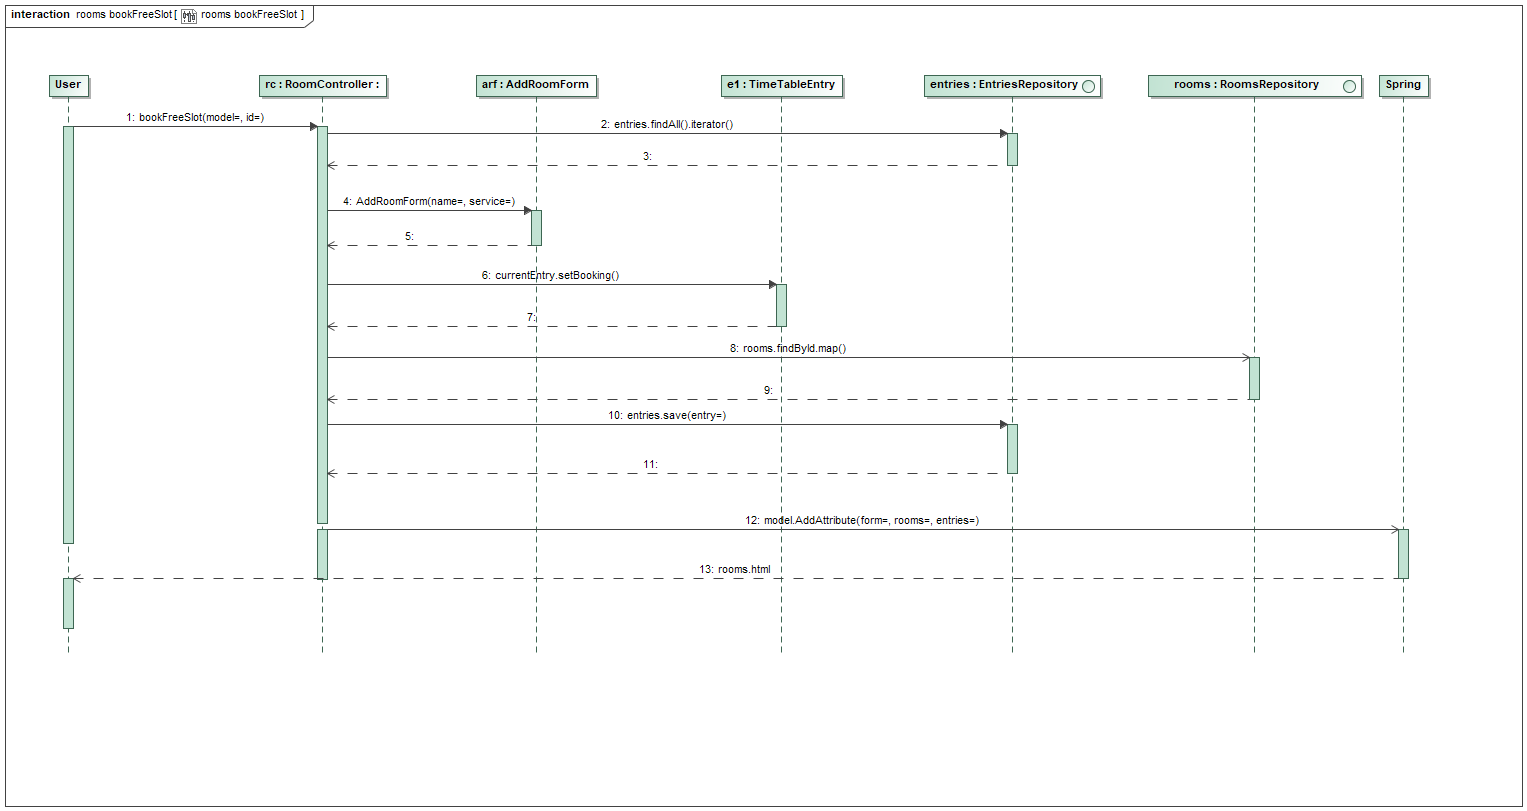 interaction rooms bookFreeSlot [ rooms bookFreeSlot ]
User
rc : RoomController :
arf : AddRoomForm
e1 : TimeTableEntry
entries : EntriesRepository
rooms : RoomsRepository
Spring
1: bookFreeSlot(model=, id=)
2: entries.findAll().iterator()
3:
4: AddRoomForm(name=, service=)
5:
6: currentEntry.setBooking()
7:
8: rooms.findById.map()
9:
10: entries.save(entry=)
11:
12: model.AddAttribute(form=, rooms=, entries=)
13: rooms.html